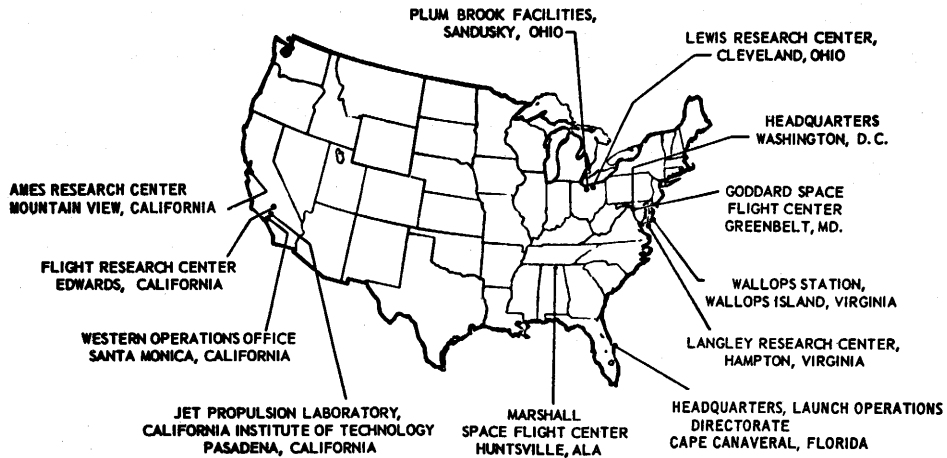 PLUM BROOK FACILITIES,
SANDUSKY, OHIO
LEWIS RESEARCH CENTER,
CLEVELAND, OHIO
HEADQUARTERS
WASHINGTON, D.C.
GODDARD SPACE
FLIGHT CENTER
GREENBELT, MD.
WALLOPS STATION,
WALLOPS ISLAND, VIRGINIA
LANGLEY RESEARCH CENTER,
HAMPTON, VIRGINIA
HEADQUARTERS, LAUNCH OPERATIONS
DIRECTORATE
CAPE CANAVERAL, FLORIDA
MARSHALL
SPACE FLIGHT CENTER
HUNTSVILLE, ALA
JET PROPULSION LABORATORY,
CALIFORNIA INSTITUTE OF TECHNOLOGY
PASADENA, CALIFORNIA
WESTERN OPERATIONS OFFICE
SANTA MONICA, CALIFORNIA
FLIGHT RESEARCH CENTER
EDWARDS, CALIFORNIA
AMES RESEARCH CENTER
MOUNTAIN VIEW, CALIFORNIA